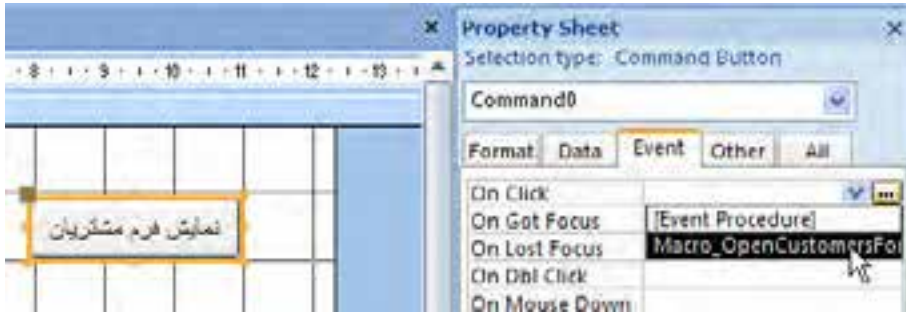 · 8 · ı · 9 · ı · 10 · ı · 11 · ı · 12 · ı · 13 · ı
نمایش فرم مشتریان
Property Sheet
Selection type: Command Button
Command0
Format Data Event Other All
On Click
On Got Focus [Event Procedure]
On Lost Focus Macro_OpenCustomersFo
On Dbl Click
On Mouse Down